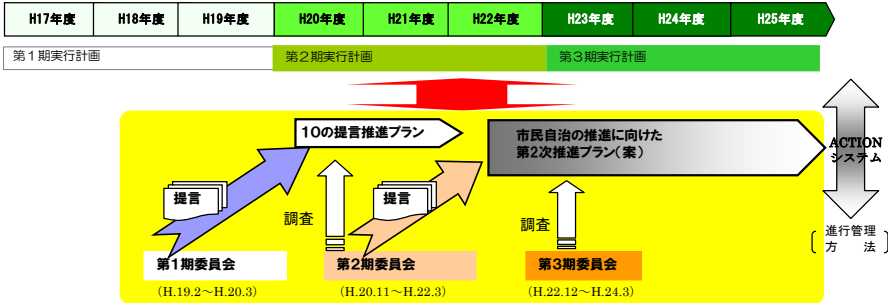 H17年度 H18年度 H19年度 H20年度 H21年度 H22年度 H23年度 H24年度 H25年度
第1期実行計画 第2期実行計画 第3期実行計画
10の提言推進プラン
市民自治の推進に向けた
第2次推進プラン(案)
ACTION
システム
提言
提言
調査
調査
進行管理
方 法
第1期委員会
第2期委員会
第3期委員会
(H.19.2~H.20.3)
(H.20.11~H.22.3)
(H.22.12~H.24.3)